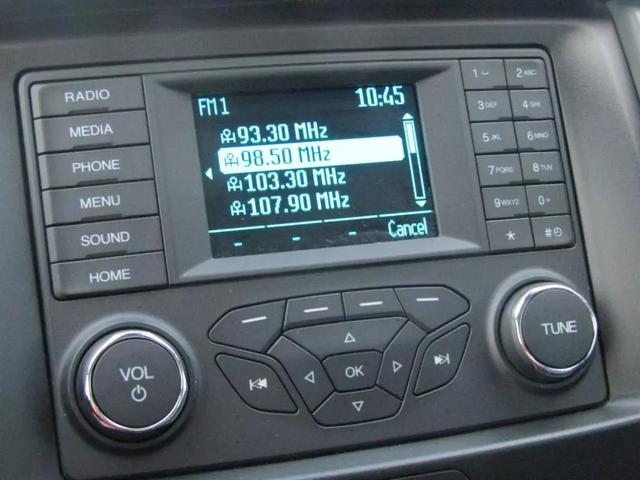 RADIO
MEDIA
PHONE
MENU
SOUND
HOME
FM1 10:45
93.30 MHz
98.50 MHz
103.30 MHz
107.90 MHz
- - - Cancel
1 2ABC
3DEF 4GHI
5JKL 6MNO
7PQRS 8TUV
9WXYZ 0+
* #
VOL
OK
TUNE